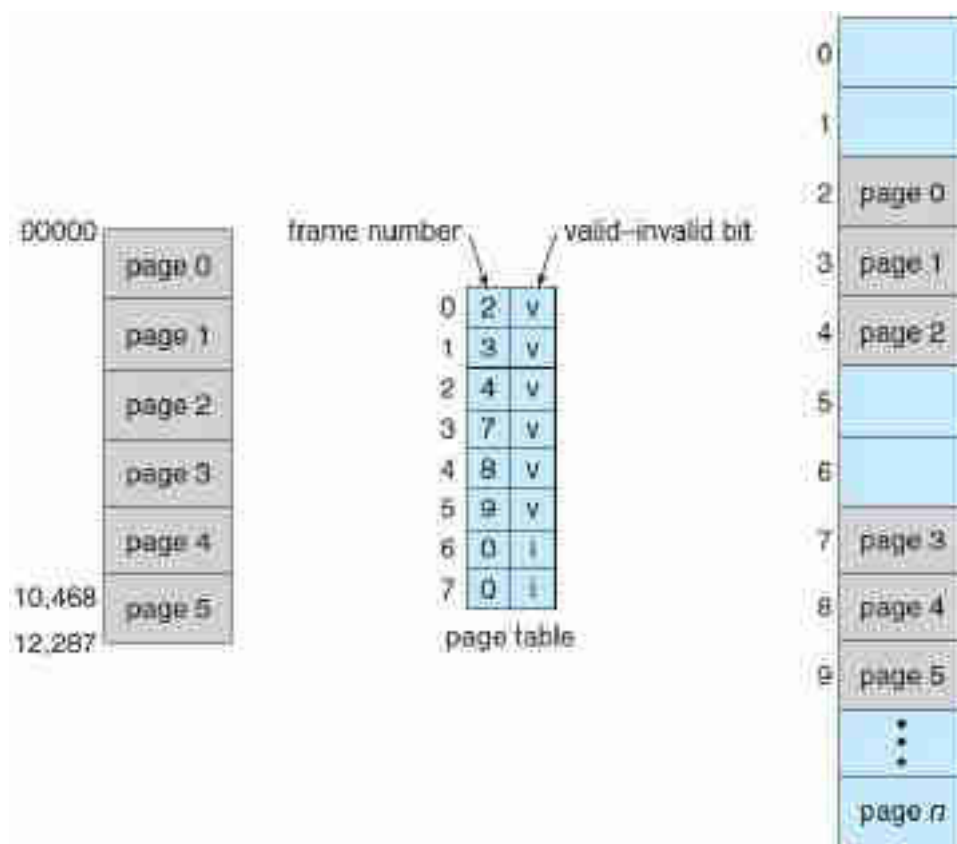 00000
page 0
page 1
page 2
page 3
page 4
10,468
page 5
12,287
frame number
valid–invalid bit
0 2 v
1 3 v
2 4 v
3 7 v
4 8 v
5 9 v
6 0 i
7 0 i
page table
0
1
2 page 0
3 page 1
4 page 2
5
6
7 page 3
8 page 4
9 page 5
page n